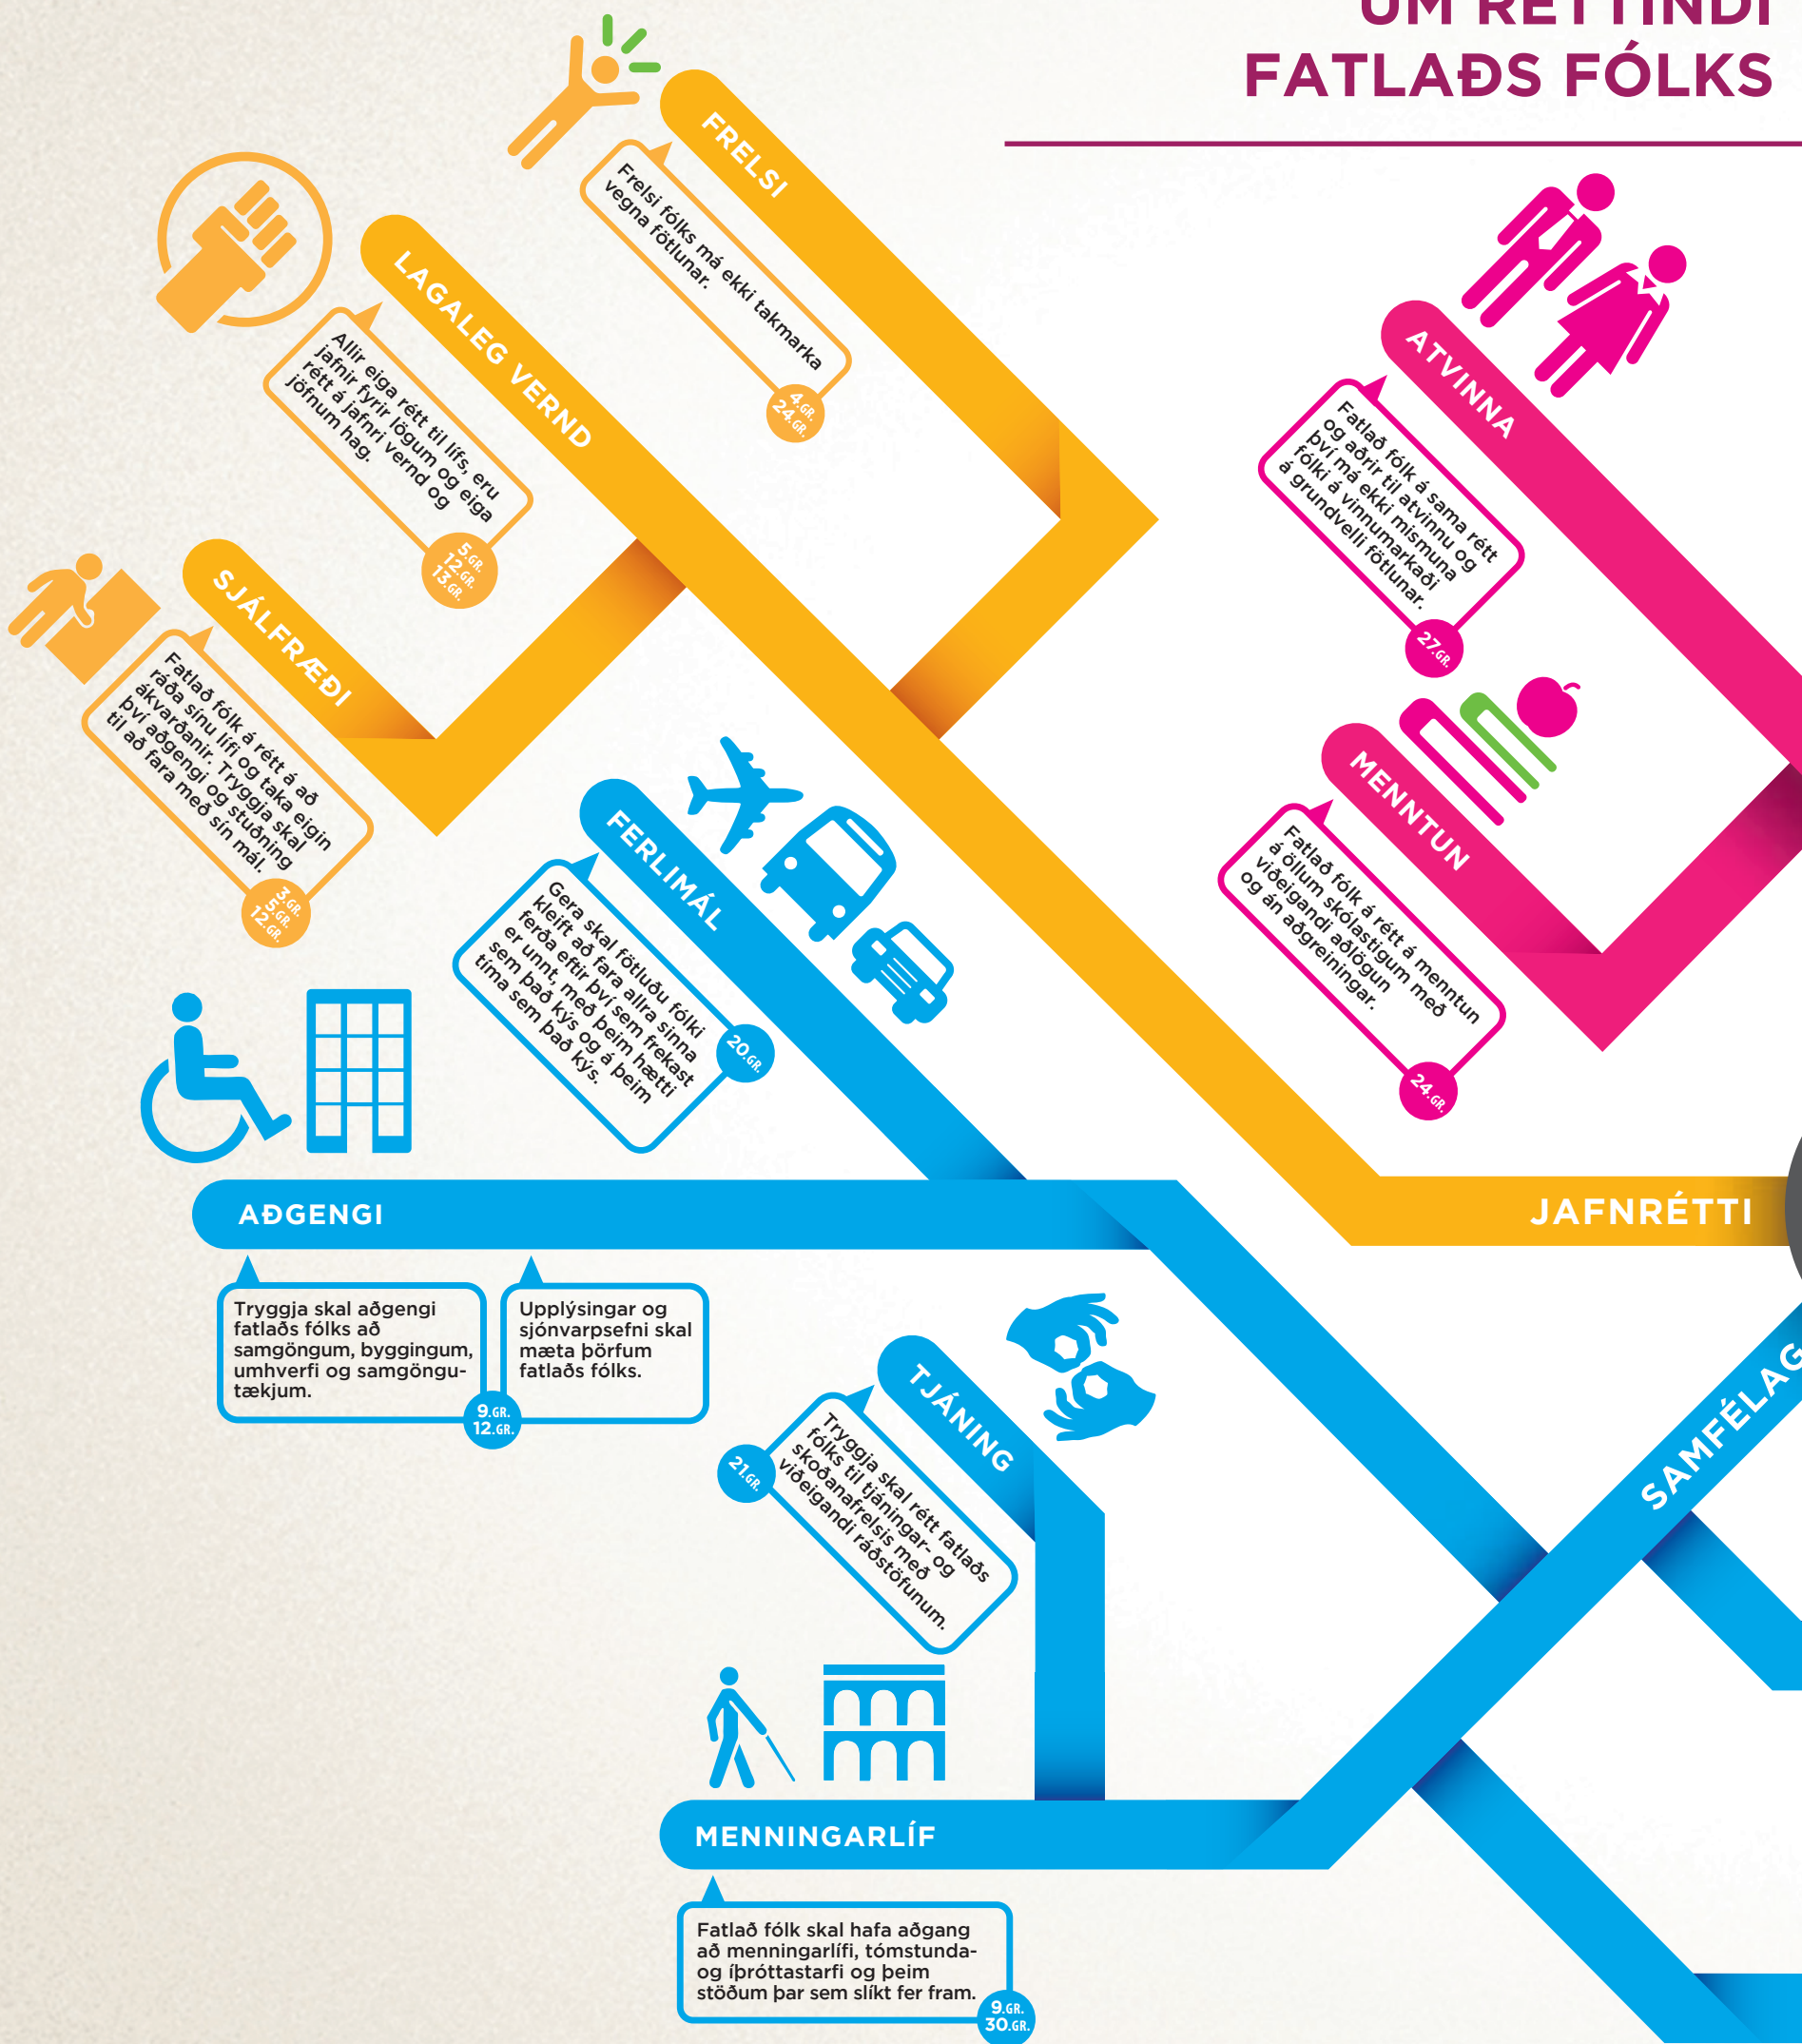 UM RÉTTINDI
FATLAÐS FÓLKS
FRELSI
Frelsi fólks má ekki takmarka
vegna fötlunar.
4.GR.
24.GR.
LAGALEG VERND
Allir eiga rétt til lífs, eru
jafnir fyrir lögum og eiga
rétt á jafnri vernd og
jöfnum hag.
5.GR.
12.GR.
13.GR.
SJÁLFRÆÐI
Fatlað fólk á rétt á að
ráða sínu lífi og taka eigin
ákvarðanir. Tryggja skal
því aðgengi og stuðning
til að fara með sín mál.
3.GR.
5.GR.
12.GR.
ATVINNA
Fatlað fólk á sama rétt
og aðrir til atvinnu og
því má ekki mismuna
fólki á vinnumarkaði
á grundvelli fötlunar.
27.GR.
MENNTUN
Fatlað fólk á rétt á menntun
á öllum skólastigum með
viðeigandi aðlögun
og án aðgreiningar.
24.GR.
FERLIMÁL
Gera skal fötluðu fólki
kleift að fara allra sinna
ferða eftir því sem frekast
er unnt, með þeim hætti
sem það kýs og á þeim
tíma sem það kýs.
20.GR.
AÐGENGI
Tryggja skal aðgengi
fatlaðs fólks að
samgöngum, byggingum,
umhverfi og samgöngu-
tækjum.
Upplýsingar og
sjónvarpsefni skal
mæta þörfum
fatlaðs fólks.
9.GR.
12.GR.
JAFNRÉTTI
SAMFÉLAG
TJÁNING
Tryggja skal rétt fatlaðs
fólks til tjáningar- og
skoðanafrelsis með
viðeigandi ráðstöfunum.
21.GR.
MENNINGARLÍF
Fatlað fólk skal hafa aðgang
að menningarlífi, tómstunda-
og íþróttastarfi og þeim
stöðum þar sem slíkt fer fram.
9.GR.
30.GR.